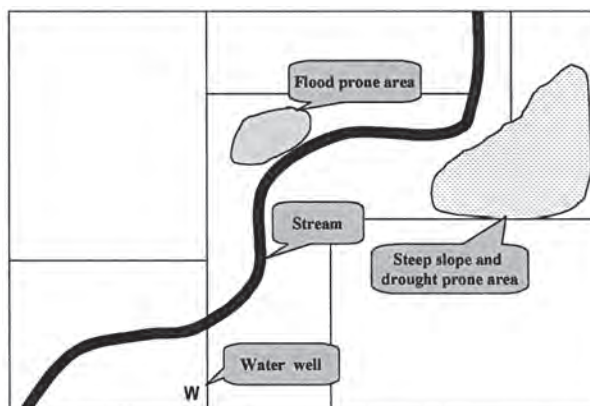 Flood prone area
Stream
Steep slope and
drought prone area
Water well
W